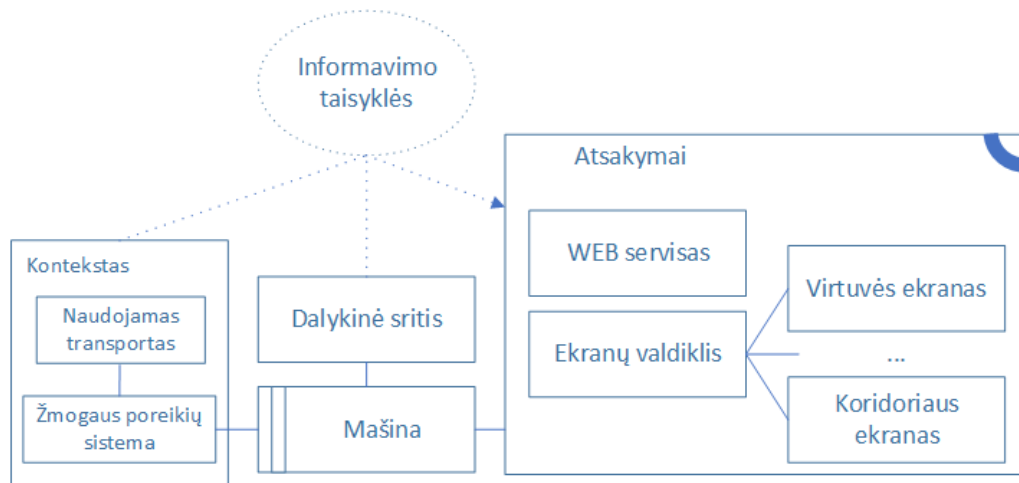 Informavimo
taisyklės
Atsakymai
Kontekstas
Naudojamas
transportas
Žmogaus poreikių
sistema
Dalykinė sritis
Mašina
WEB servisas
Ekranų valdiklis
Virtuvės ekranas
...
Koridoriaus
ekranas